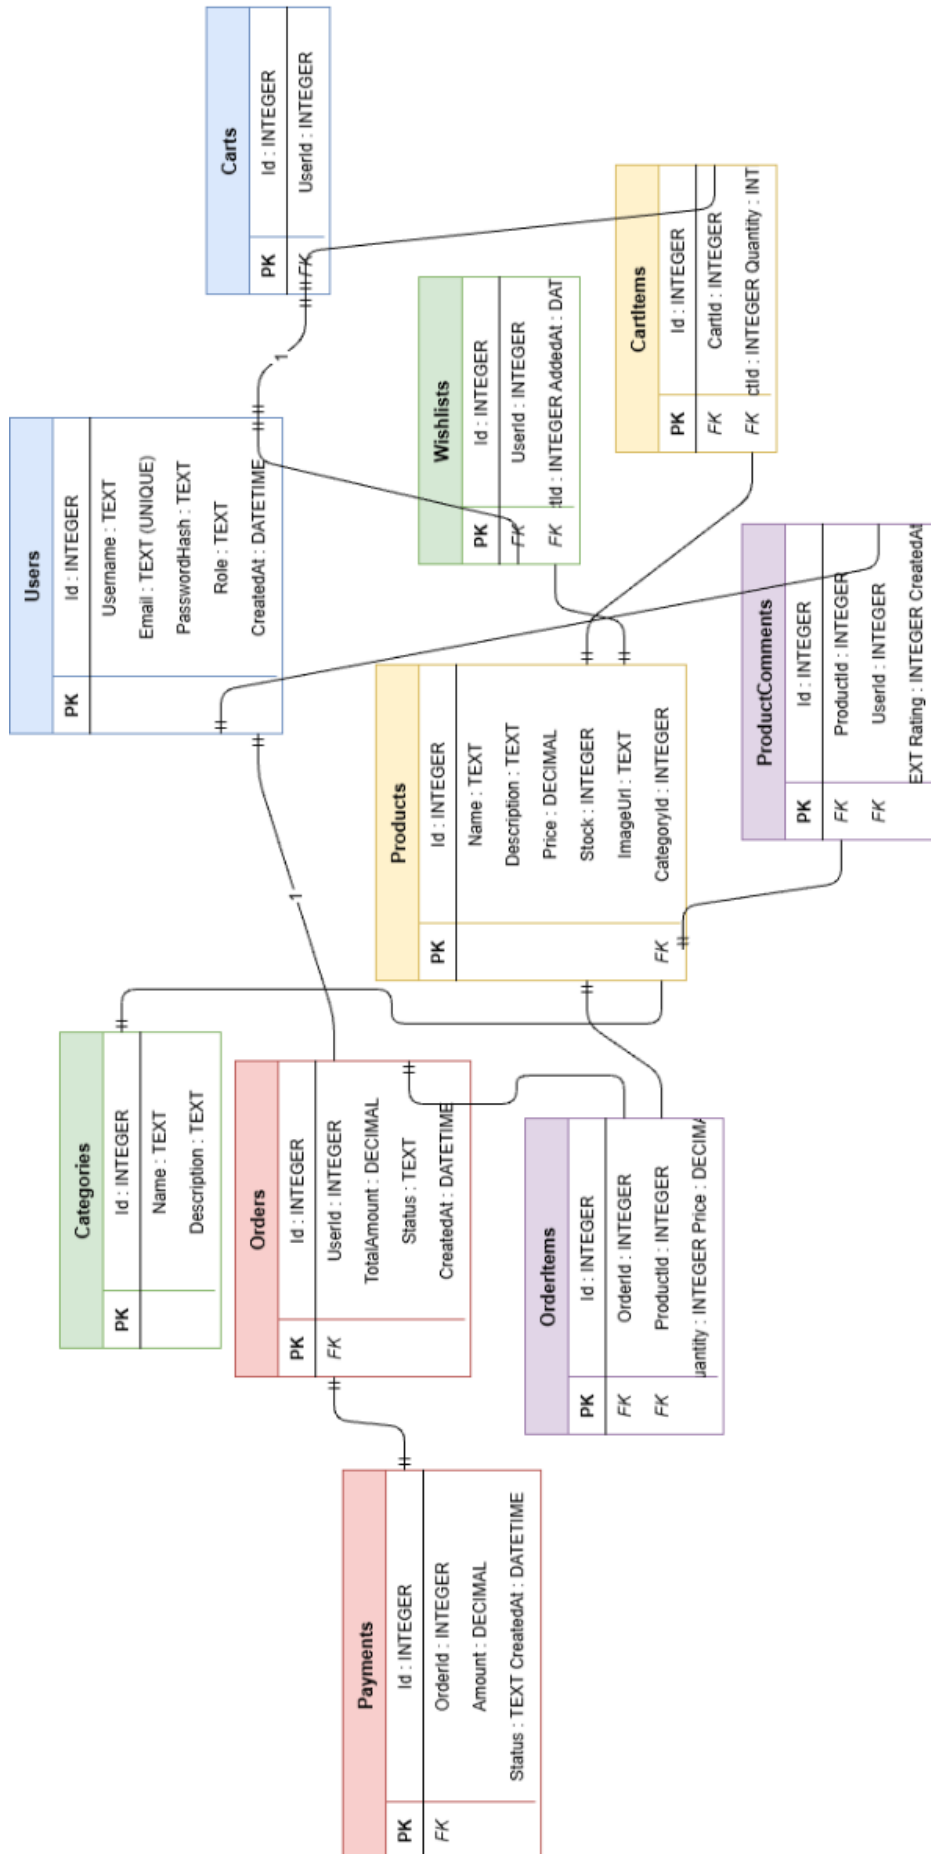 Users
PK Id : INTEGER
Username : TEXT
Email : TEXT (UNIQUE)
PasswordHash : TEXT
Role : TEXT
CreatedAt : DATETIME
Carts
PK Id : INTEGER
FK UserId : INTEGER
1
1
Categories
PK Id : INTEGER
Name : TEXT
Description : TEXT
Orders
PK Id : INTEGER
FK UserId : INTEGER
TotalAmount : DECIMAL
Status : TEXT
CreatedAt : DATETIME
Payments
PK Id : INTEGER
FK OrderId : INTEGER
Amount : DECIMAL
Status : TEXT CreatedAt : DATETIME
Products
PK Id : INTEGER
Name : TEXT
Description : TEXT
Price : DECIMAL
Stock : INTEGER
ImageUrl : TEXT
FK CategoryId : INTEGER
Wishlists
PK Id : INTEGER
FK UserId : INTEGER
FK tId : INTEGER AddedAt : DAT
OrderItems
PK Id : INTEGER
FK OrderId : INTEGER
FK ProductId : INTEGER
uantity : INTEGER Price : DECIMA
CartItems
PK Id : INTEGER
FK CartId : INTEGER
FK ctId : INTEGER Quantity : INT
ProductComments
PK Id : INTEGER
FK ProductId : INTEGER
FK UserId : INTEGER
EXT Rating : INTEGER CreatedAt